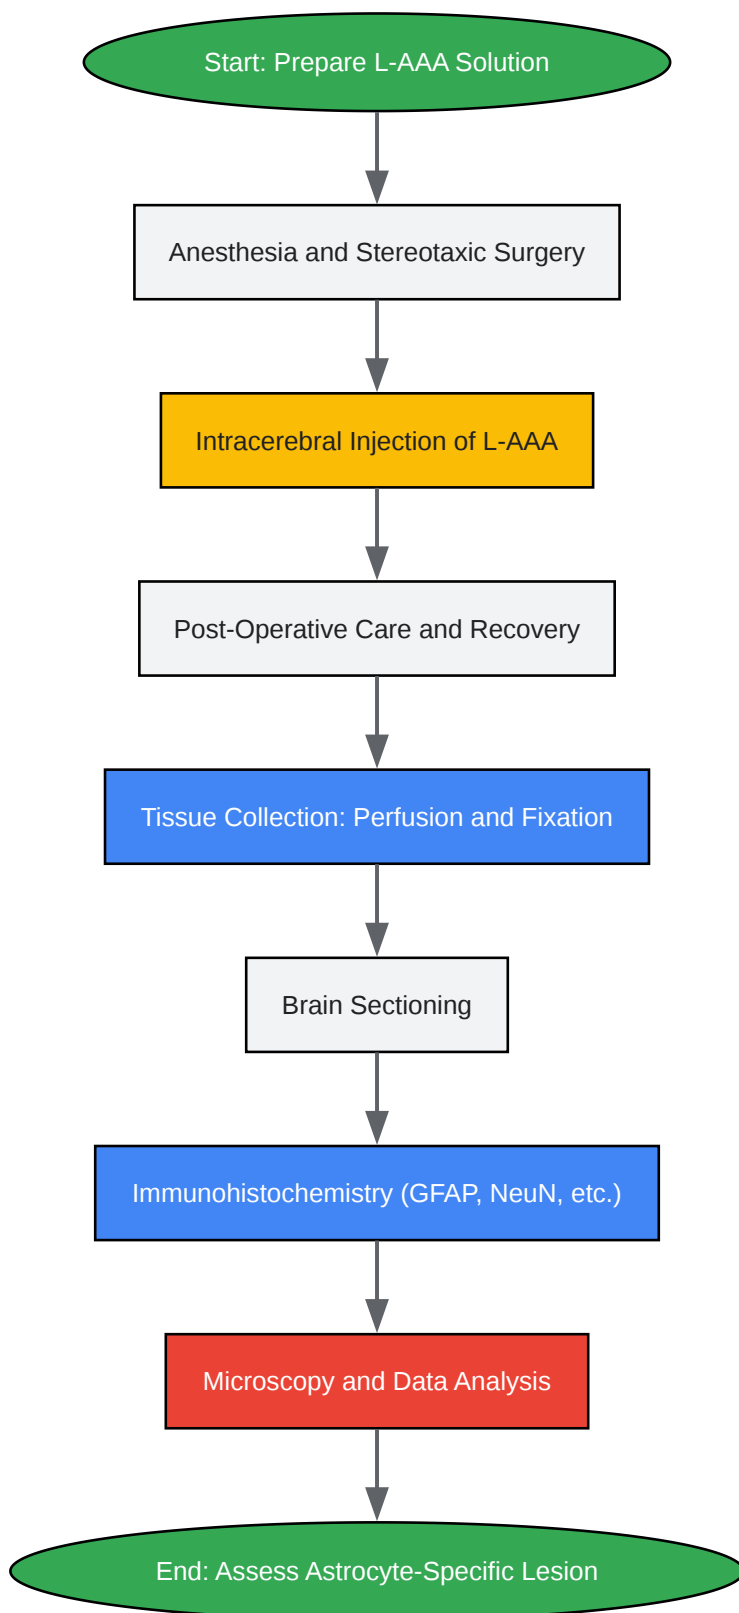 Start: Prepare L-AAA Solution
Anesthesia and Stereotaxic Surgery
Intracerebral Injection of L-AAA
Post-Operative Care and Recovery
Tissue Collection: Perfusion and Fixation
Brain Sectioning
Immunohistochemistry (GFAP, NeuN, etc.)
Microscopy and Data Analysis
End: Assess Astrocyte-Specific Lesion